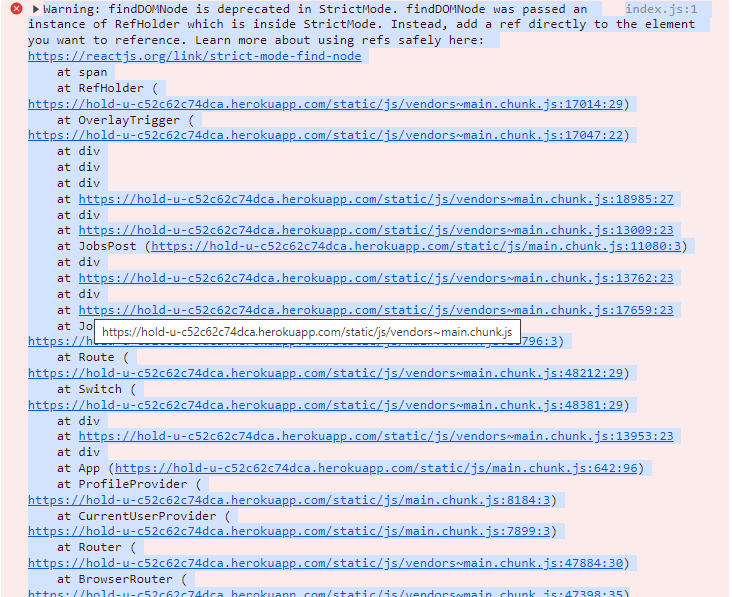 Warning: findDOMNode is deprecated in StrictMode. findDOMNode was passed an index.js:1
instance of RefHolder which is inside StrictMode. Instead, add a ref directly to the element
you want to reference. Learn more about using refs safely here:
https://reactjs.org/link/strict-mode-find-node
at span
at RefHolder (
https://hold-u-c52c62c74dca.herokuapp.com/static/js/vendors~main.chunk.js:17014:29)
at OverlayTrigger (
https://hold-u-c52c62c74dca.herokuapp.com/static/js/vendors~main.chunk.js:17047:22)
at div
at div
at div
at https://hold-u-c52c62c74dca.herokuapp.com/static/js/vendors~main.chunk.js:18985:27
at div
at https://hold-u-c52c62c74dca.herokuapp.com/static/js/vendors~main.chunk.js:13009:23
at JobsPost (https://hold-u-c52c62c74dca.herokuapp.com/static/js/main.chunk.js:11080:3)
at div
at https://hold-u-c52c62c74dca.herokuapp.com/static/js/vendors~main.chunk.js:13762:23
at div
at https://hold-u-c52c62c74dca.herokuapp.com/static/js/vendors~main.chunk.js:17659:23
at
https://hold-u-c52c62c74dca.herokuapp.com/static/js/vendors~main.chunk.js
796:3)
at Route (
https://hold-u-c52c62c74dca.herokuapp.com/static/js/vendors~main.chunk.js:48212:29)
at Switch (
https://hold-u-c52c62c74dca.herokuapp.com/static/js/vendors~main.chunk.js:48381:29)
at div
at https://hold-u-c52c62c74dca.herokuapp.com/static/js/vendors~main.chunk.js:13953:23
at div
at App (https://hold-u-c52c62c74dca.herokuapp.com/static/js/main.chunk.js:642:96)
at ProfileProvider (
https://hold-u-c52c62c74dca.herokuapp.com/static/js/main.chunk.js:8184:3)
at CurrentUserProvider (
https://hold-u-c52c62c74dca.herokuapp.com/static/js/main.chunk.js:7899:3)
at Router (
https://hold-u-c52c62c74dca.herokuapp.com/static/js/vendors~main.chunk.js:47884:30)
at BrowserRouter (
https://hold-u-c52c62c74dca.herokuapp.com/static/js/vendors~main.chunk.js:47398:35)